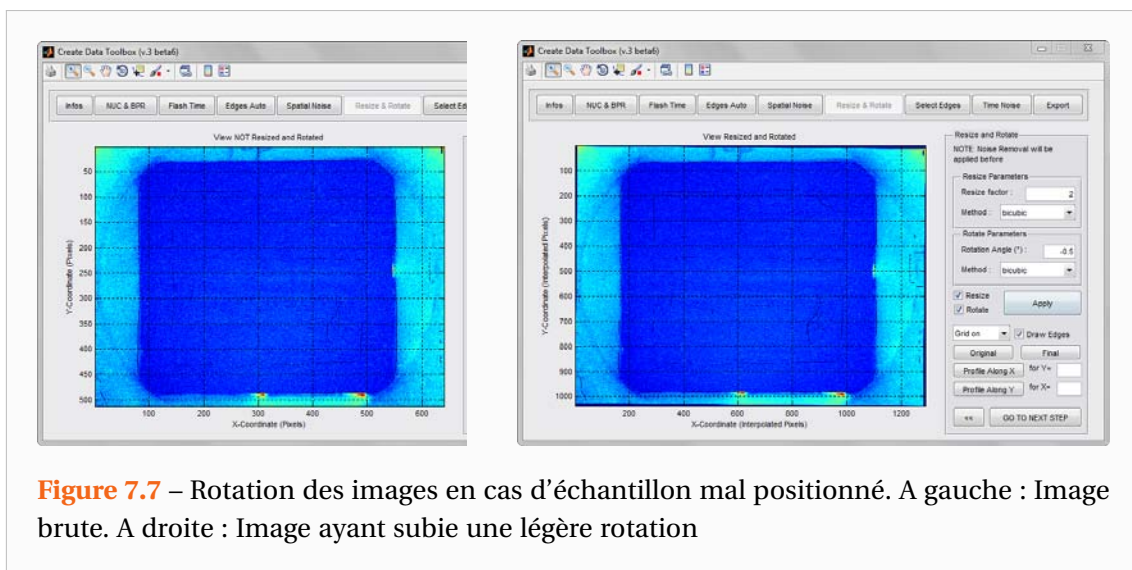 Create Data Toolbox (v.3 beta6)
Infos NUC & BPR Flash Time Edges Auto Spatial Noise Resize & Rotate Select Ed
View NOT Resized and Rotated
Y-Coordinate (Pixels)
50
100
150
200
250
300
350
400
450
500
100 200 300 400 500 600
X-Coordinate (Pixels)
Create Data Toolbox (v.3 beta6)
Infos NUC & BPR Flash Time Edges Auto Spatial Noise Resize & Rotate Select Edges Time Noise Export
View Resized and Rotated
Y-Coordinate (Interpolated Pixels)
100
200
300
400
500
600
700
800
900
1000
200 400 600 800 1000 1200
X-Coordinate (Interpolated Pixels)
Resize and Rotate
NOTE: Noise Removal will be
applied before
Resize Parameters
Resize factor : 2
Method : bicubic
Rotate Parameters
Rotation Angle (°) : -0.5
Method : bicubic
Resize
Rotate
Apply
Grid on Draw Edges
Original Final
Profile Along X for Y=
Profile Along Y for X=
<< GO TO NEXT STEP
Figure 7.7 – Rotation des images en cas d'échantillon mal positionné. A gauche : Image
brute. A droite : Image ayant subie une légère rotation